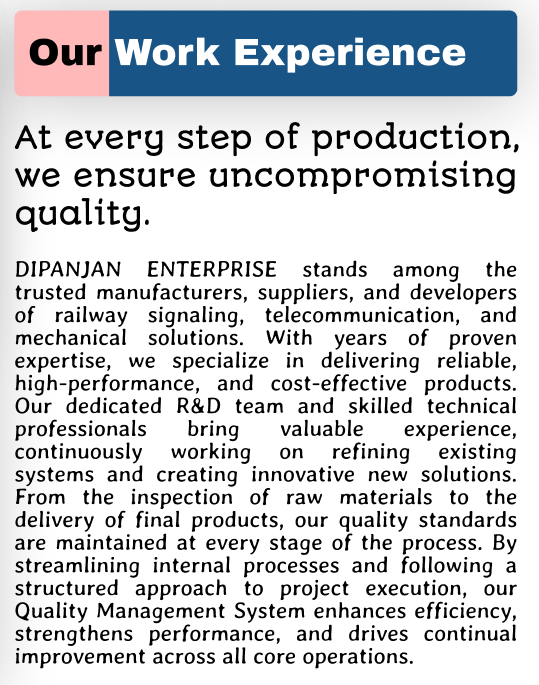 Our Work Experience
At every step of production,
we ensure uncompromising
quality.
DIPANJAN ENTERPRISE stands among the
trusted manufacturers, suppliers, and developers
of railway signaling, telecommunication, and
mechanical solutions. With years of proven
expertise, we specialize in delivering reliable,
high-performance, and cost-effective products.
Our dedicated R&D team and skilled technical
professionals bring valuable experience,
continuously working on refining existing
systems and creating innovative new solutions.
From the inspection of raw materials to the
delivery of final products, our quality standards
are maintained at every stage of the process. By
streamlining internal processes and following a
structured approach to project execution, our
Quality Management System enhances efficiency,
strengthens performance, and drives continual
improvement across all core operations.